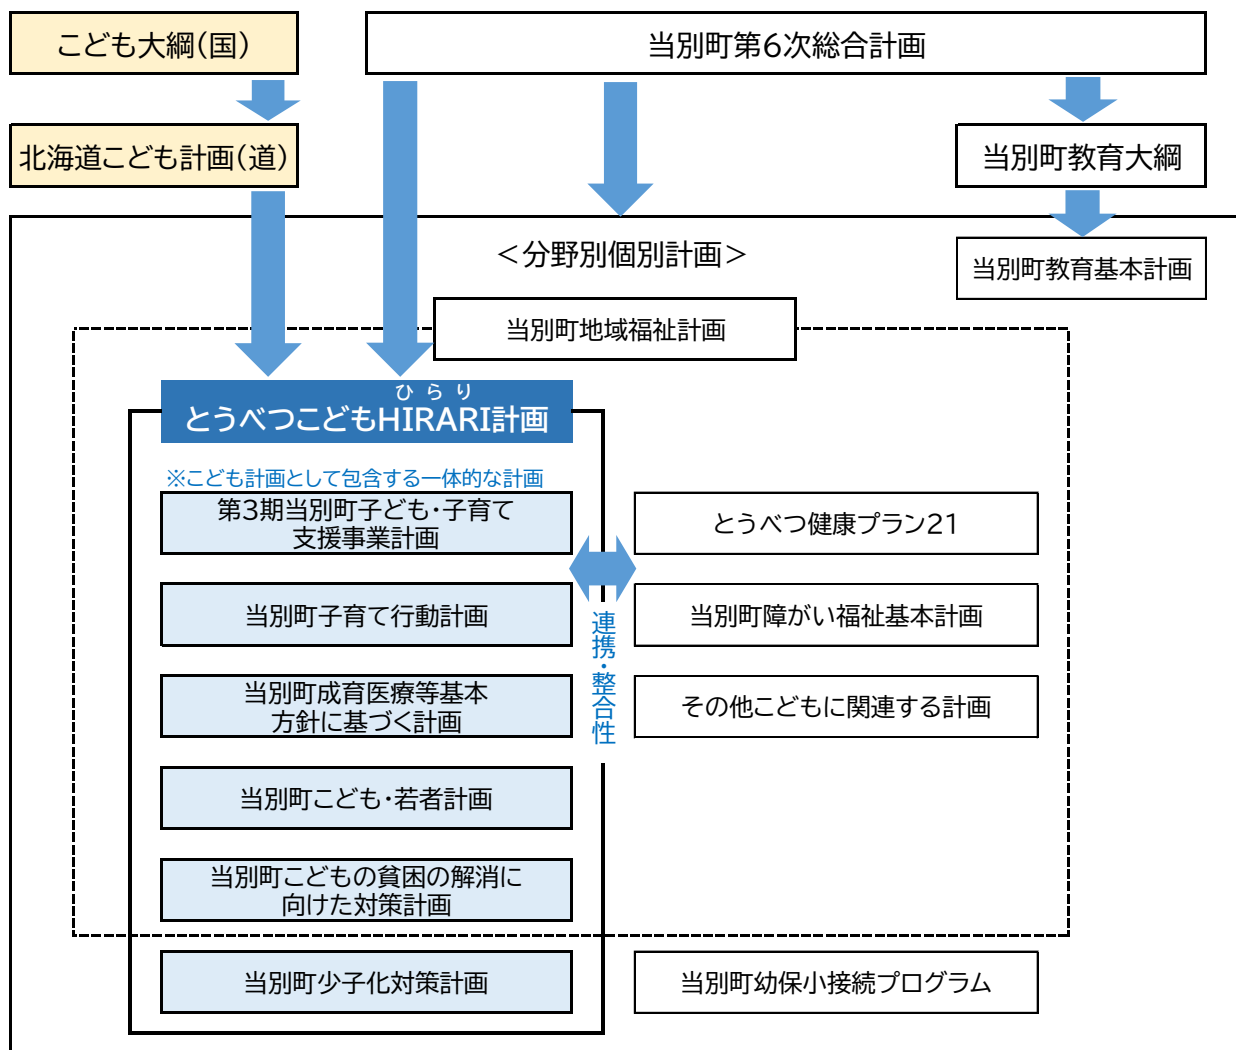 こども大綱(国)
当別町第6次総合計画
北海道こども計画(道)
当別町教育大綱
＜分野別個別計画＞
当別町教育基本計画
当別町地域福祉計画
ひらり
とうべつこどもHIRARI計画
※こども計画として包含する一体的な計画
第3期当別町子ども・子育て
支援事業計画
とうべつ健康プラン21
当別町子育て行動計画
当別町障がい福祉基本計画
連携・整合性
当別町成育医療等基本
方針に基づく計画
その他こどもに関連する計画
当別町こども・若者計画
当別町こどもの貧困の解消に
向けた対策計画
当別町少子化対策計画
当別町幼保小接続プログラム